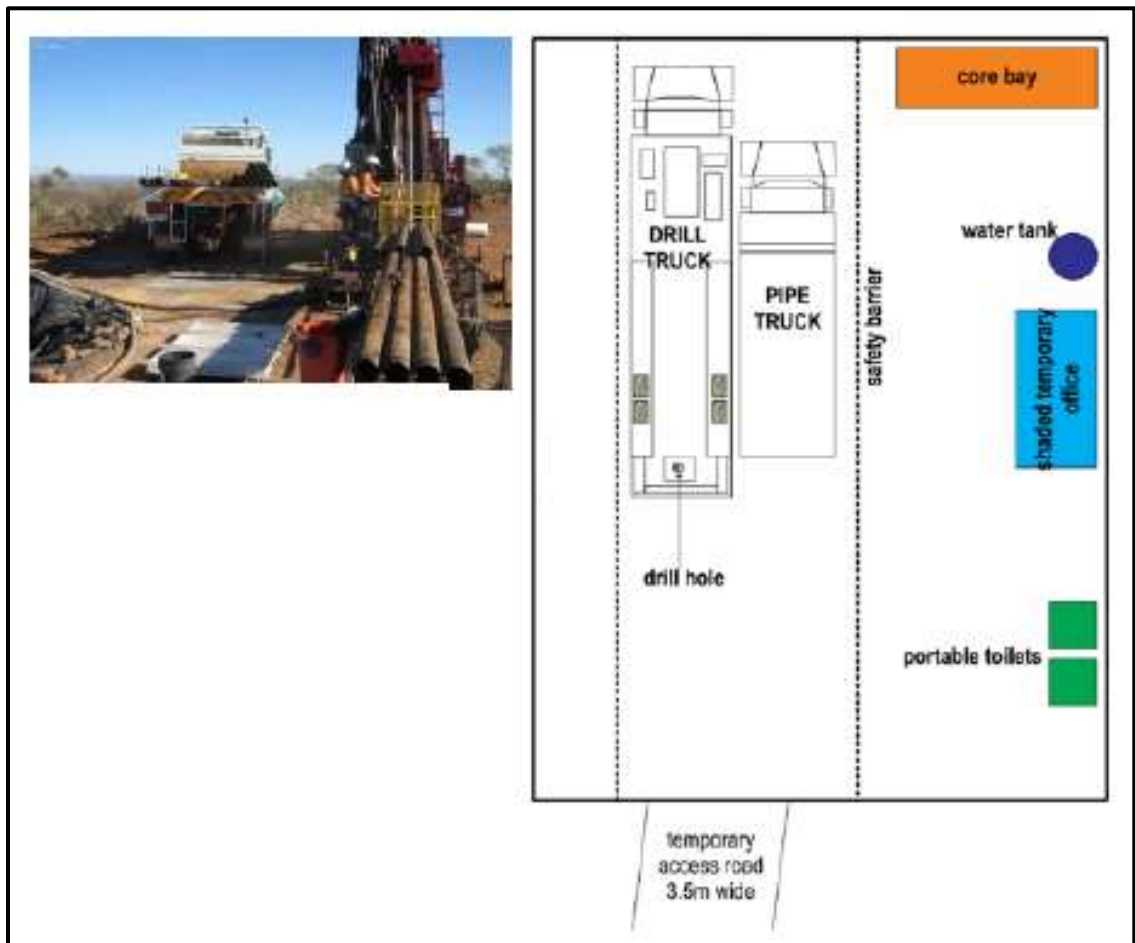 core bay
water tank
DRILL
TRUCK
PIPE
TRUCK
safety barrier
shaded temporary
office
drill hole
portable toilets
temporary
access road
3.5m wide